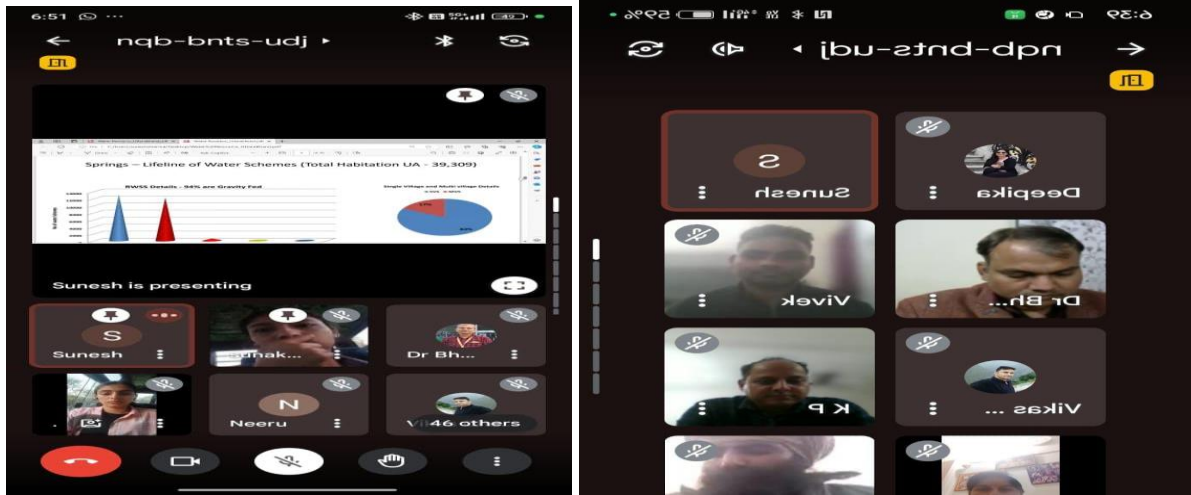 6:51
49
nqb-bnts-udj
Springs – Lifeline of Water Schemes (Total Habitation UA - 39,309)
RWSS Details - 94% are Gravity Fed
Single Village and Multi village Details
Sunesh is presenting
S
Sunesh
Dr Bh...
N
Neeru
46 others
6:39
59%
nqb-bnts-udj
S
Sunesh
Deepika
Vivek
Dr Bh...
K P
Vikas ...